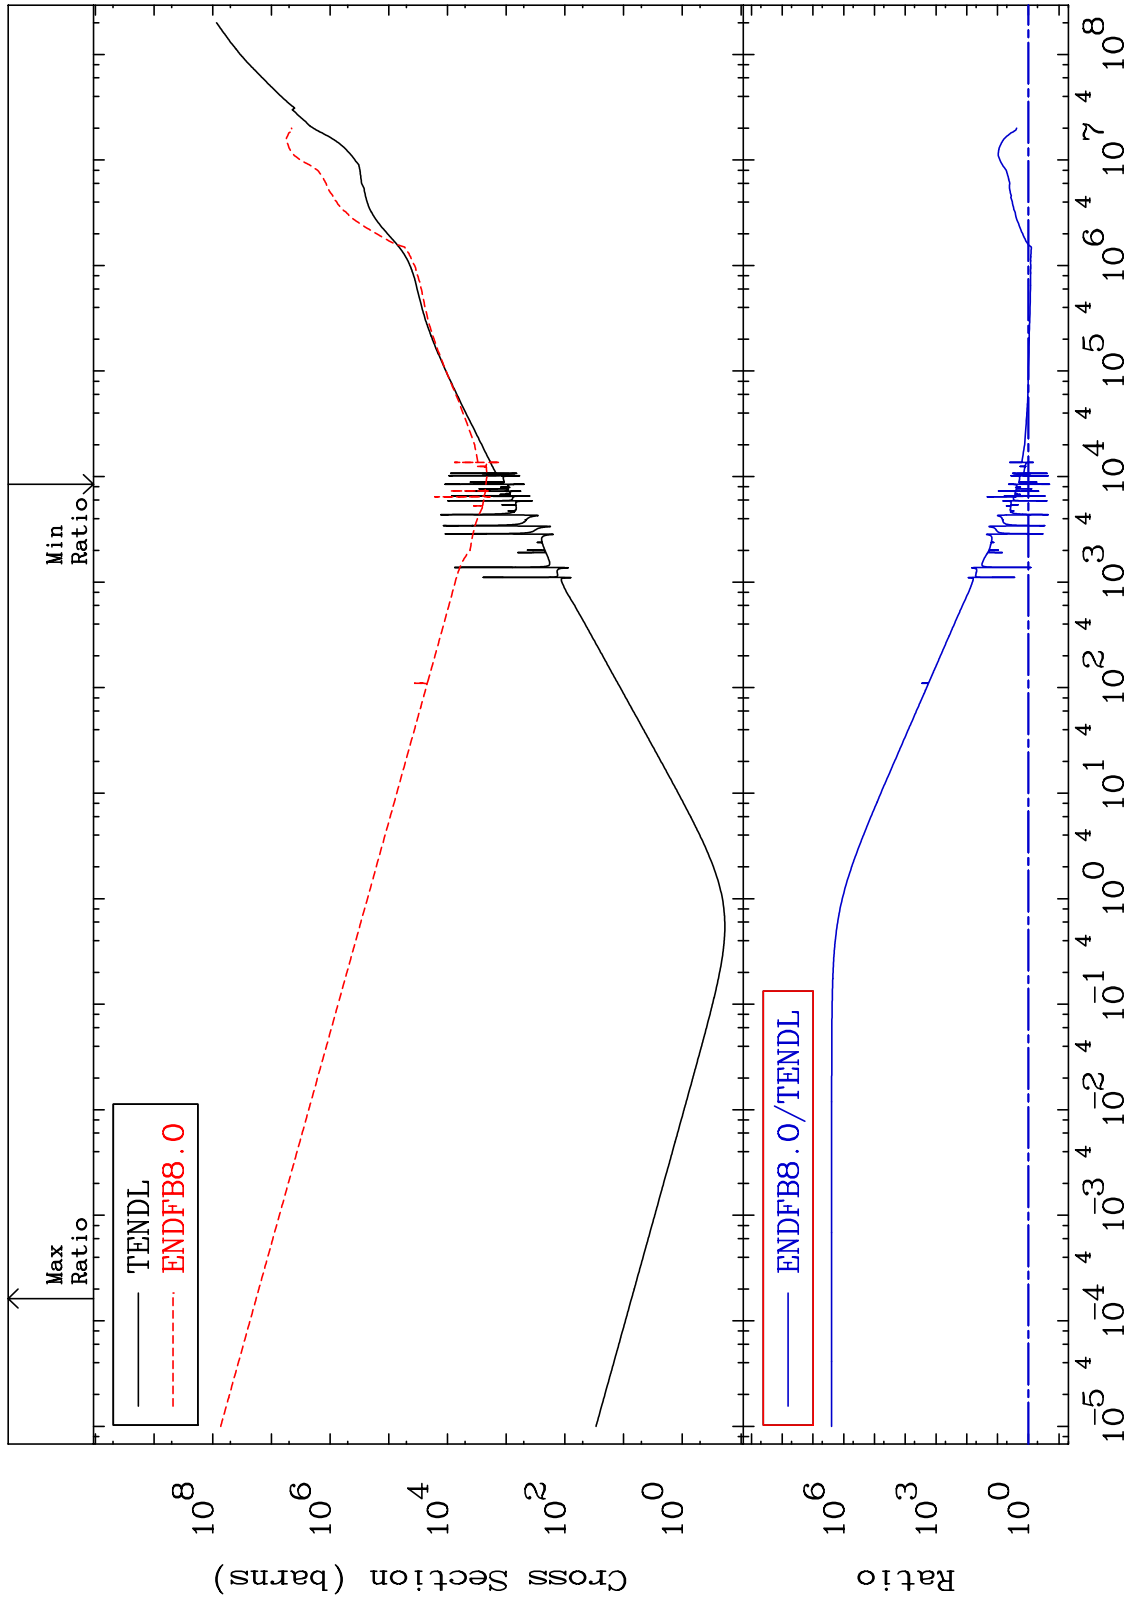 Max
Ratio
Min
Ratio
TENDL
ENDFB8.0
10^8
10^6
10^4
10^2
10^0
Cross Section (barns)
ENDFB8.0/TENDL
10^6
10^3
10^0
Ratio
10^-5 4 10^-4 4 10^-3 4 10^-2 4 10^-1 4 10^0 4 10^1 4 10^2 4 10^3 4 10^4 4 10^5 4 10^6 4 10^7 4 10^8